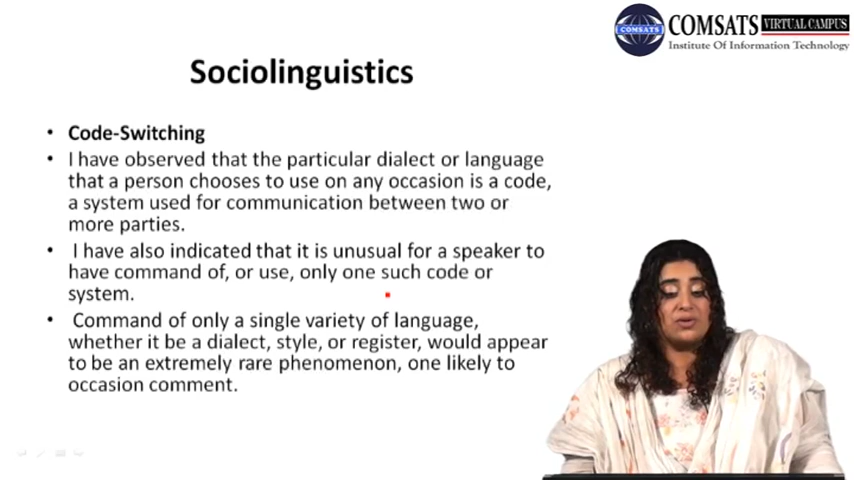 COMSATS VIRTUAL CAMPUS
COMSATS
Institute Of Information Technology
Sociolinguistics
• Code-Switching
• I have observed that the particular dialect or language
that a person chooses to use on any occasion is a code,
a system used for communication between two or
more parties.
• I have also indicated that it is unusual for a speaker to
have command of, or use, only one such code or
system.
• Command of only a single variety of language,
whether it be a dialect, style, or register, would appear
to be an extremely rare phenomenon, one likely to
occasion comment.